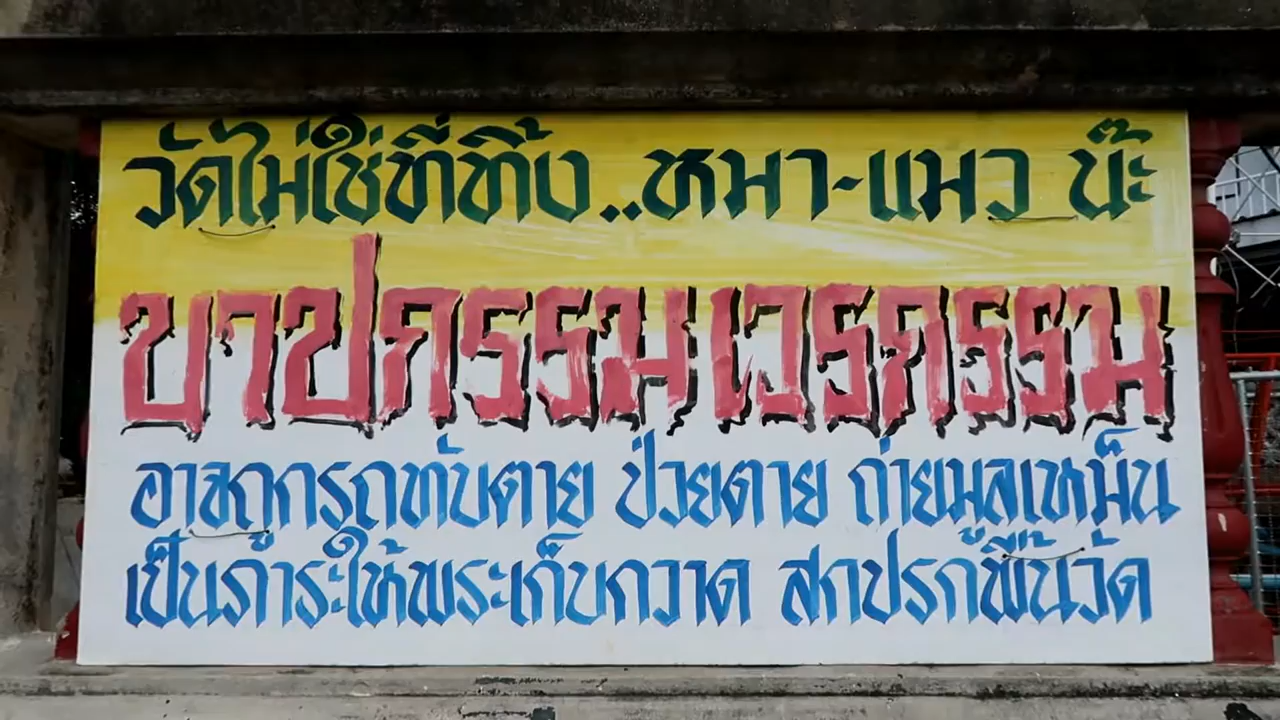 วัดไม่ใช่ที่ทิ้ง..หมา-แมว น๊ะ
บาปกรรมเวรกรรม
อาจถูกรถทับตาย ป่วยตาย ถ่ายมูลเหม็น
เป็นภาระให้พระเก็บกวาด สกปรกพื้นวัด